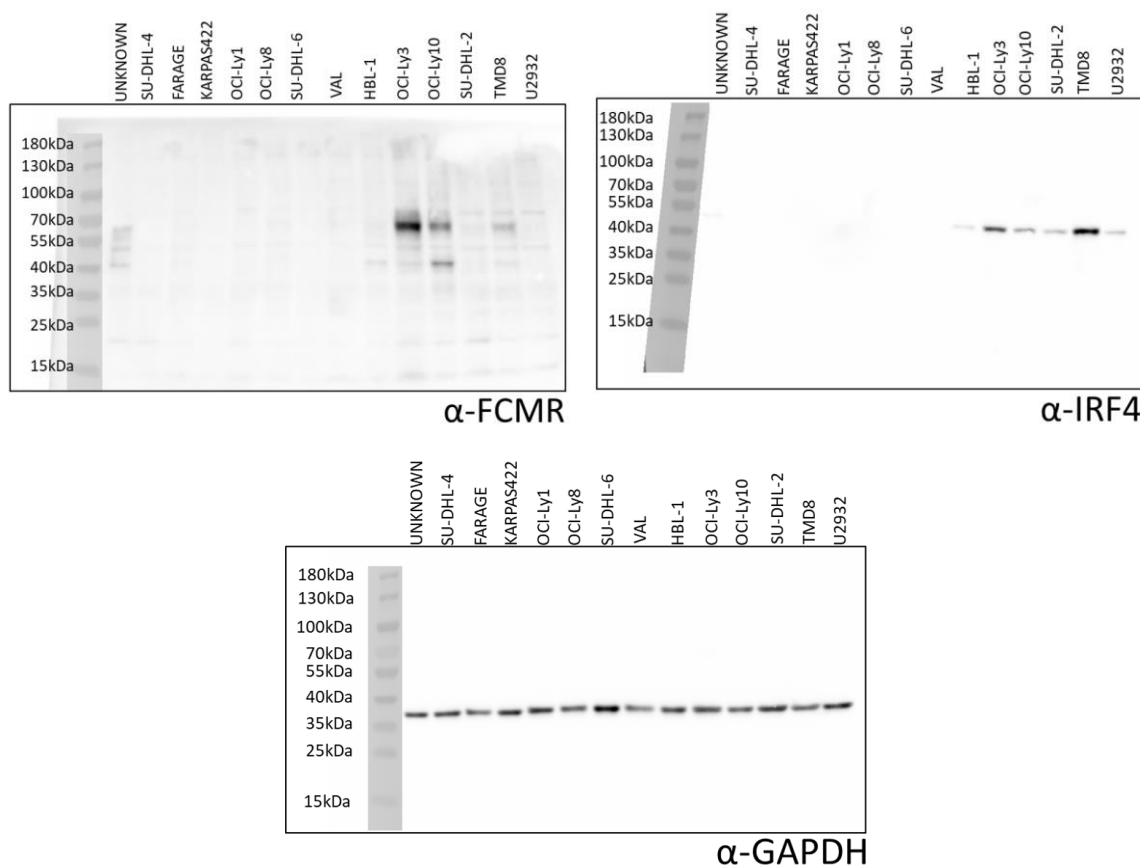 UNKNOWN
SU-DHL-4
FARAGE
KARPAS422
OCI-Ly1
OCI-Ly8
SU-DHL-6
VAL
HBL-1
OCI-Ly3
OCI-Ly10
SU-DHL-2
TMD8
U2932
180kDa
130kDa
100kDa
70kDa
55kDa
40kDa
35kDa
25kDa
15kDa
α-FCMR
UNKNOWN
SU-DHL-4
FARAGE
KARPAS422
OCI-Ly1
OCI-Ly8
SU-DHL-6
VAL
HBL-1
OCI-Ly3
OCI-Ly10
SU-DHL-2
TMD8
U2932
180kDa
130kDa
100kDa
70kDa
55kDa
40kDa
35kDa
25kDa
15kDa
α-IRF4
UNKNOWN
SU-DHL-4
FARAGE
KARPAS422
OCI-Ly1
OCI-Ly8
SU-DHL-6
VAL
HBL-1
OCI-Ly3
OCI-Ly10
SU-DHL-2
TMD8
U2932
180kDa
130kDa
100kDa
70kDa
55kDa
40kDa
35kDa
25kDa
15kDa
α-GAPDH